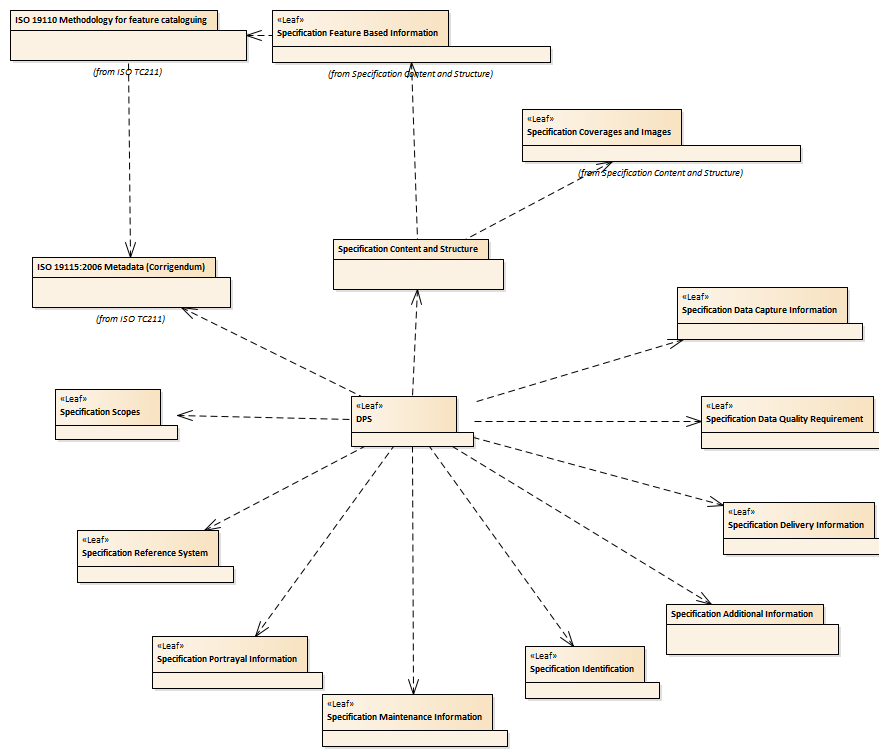 ISO 19110 Methodology for feature cataloguing
(from ISO TC211)
«Leaf»
Specification Feature Based Information
(from Specification Content and Structure)
«Leaf»
Specification Coverages and Images
(from Specification Content and Structure)
Specification Content and Structure
ISO 19115:2006 Metadata (Corrigendum)
(from ISO TC211)
«Leaf»
Specification Data Capture Information
«Leaf»
Specification Scopes
«Leaf»
DPS
«Leaf»
Specification Data Quality Requirement
«Leaf»
Specification Delivery Information
«Leaf»
Specification Reference System
Specification Additional Information
«Leaf»
Specification Portrayal Information
«Leaf»
Specification Identification
«Leaf»
Specification Maintenance Information